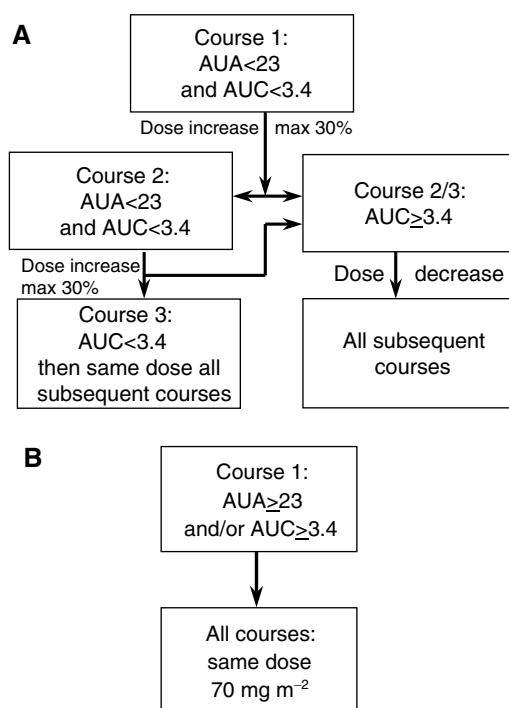 A
Course 1:
AUA<23
and AUC<3.4
Dose increase max 30%
Course 2:
AUA<23
and AUC<3.4
Course 2/3:
AUC≥3.4
Dose increase
max 30%
Dose decrease
Course 3:
AUC<3.4
then same dose all
subsequent courses
All subsequent
courses
B
Course 1:
AUA≥23
and/or AUC≥3.4
All courses:
same dose
70 mg m⁻²